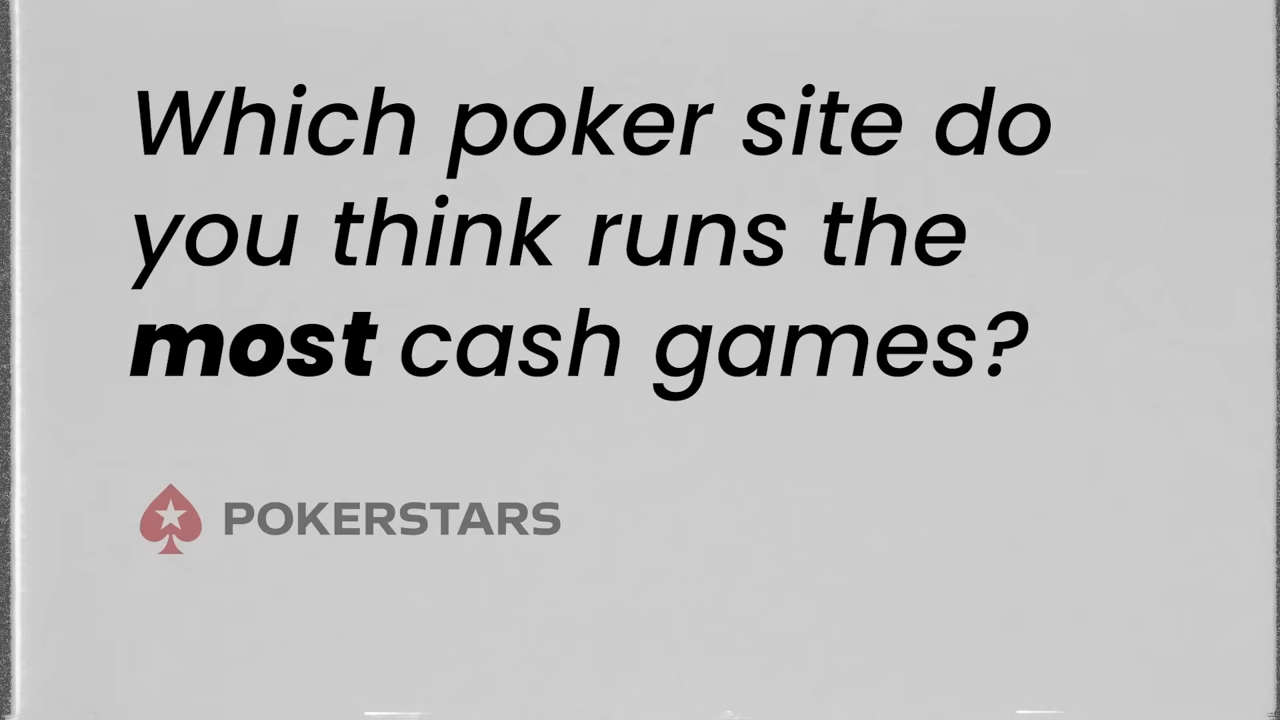 Which poker site do
you think runs the
most cash games?
POKERSTARS